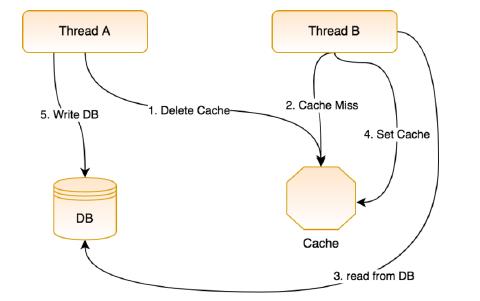 Thread A
Thread B
2. Cache Miss
5. Write DB
1. Delete Cache
4. Set Cache
DB
Cache
3. read from DB